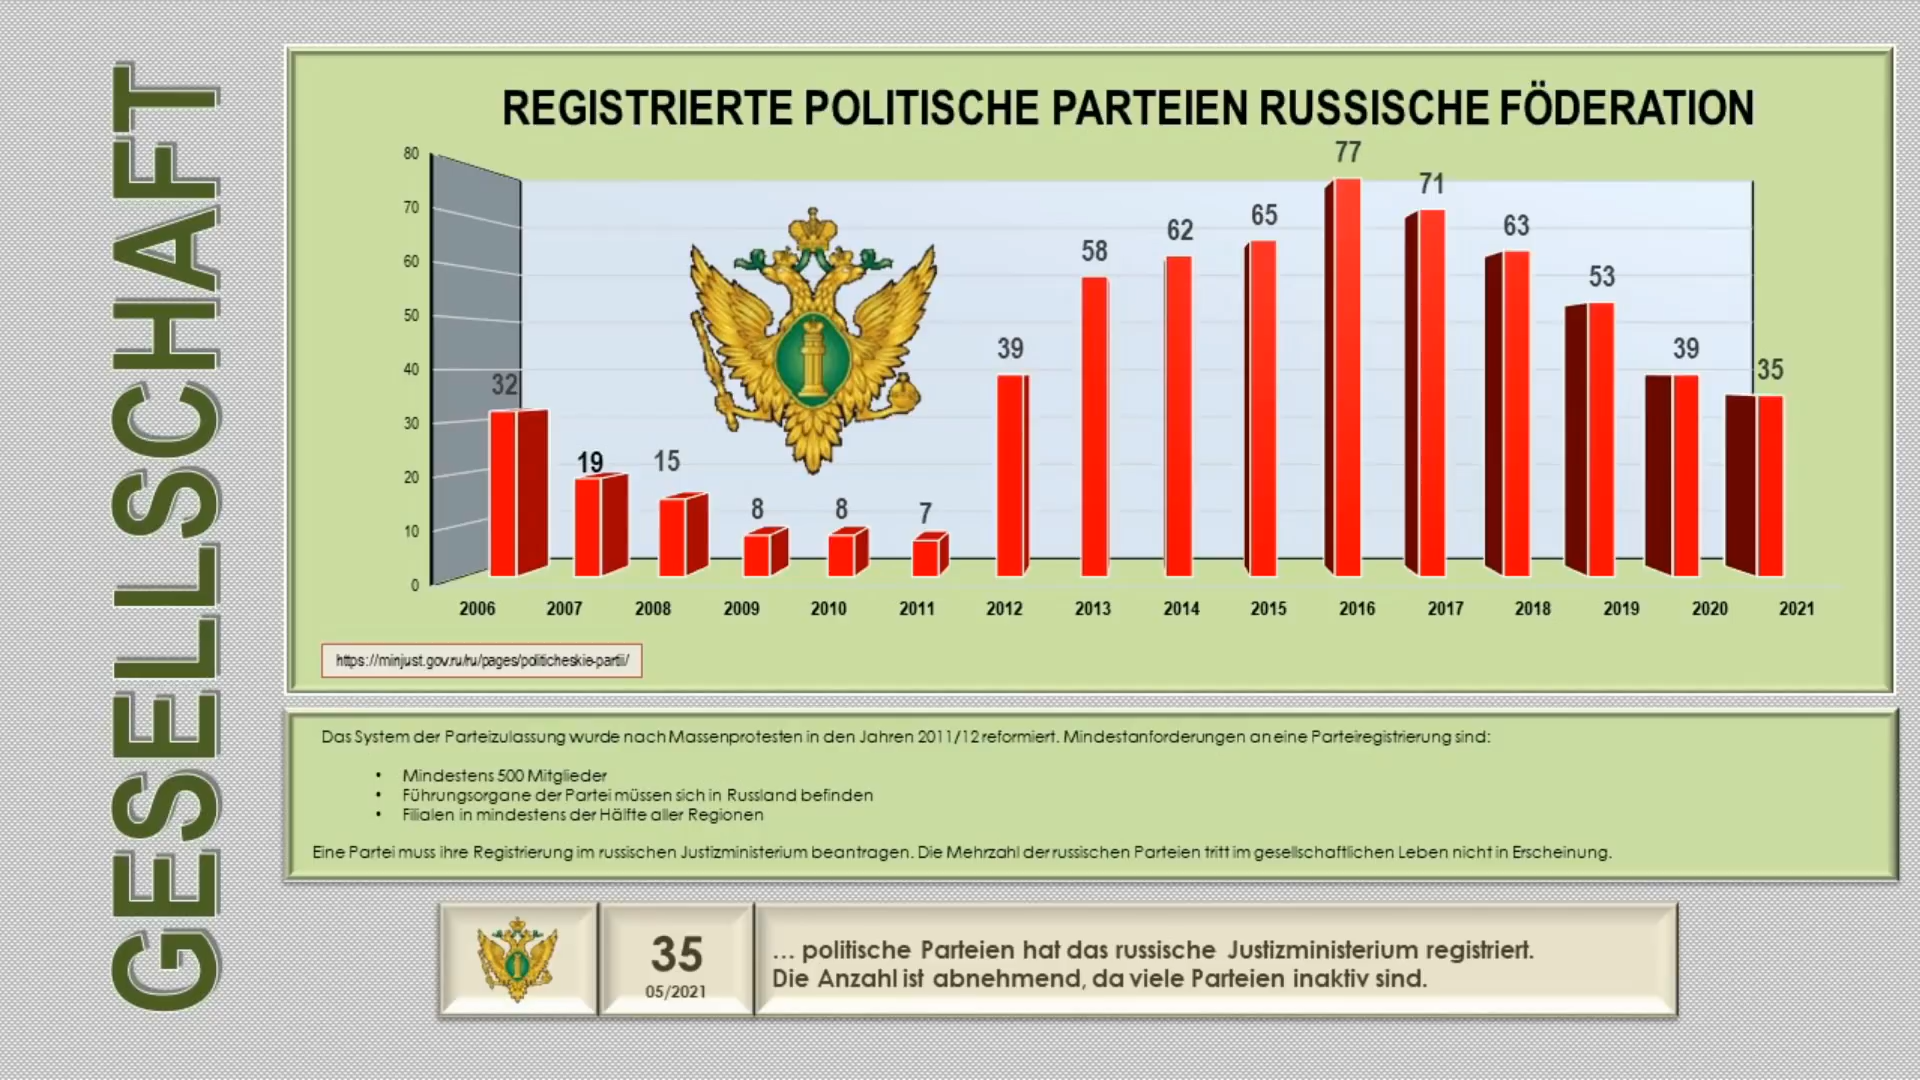 GESELLSCHAFT
REGISTRIERTE POLITISCHE PARTEIEN RUSSISCHE FÖDERATION
80
70
60
50
40
30
20
10
0
32
19
15
8
8
7
39
58
62
65
77
71
63
53
39
35
2006 2007 2008 2009 2010 2011 2012 2013 2014 2015 2016 2017 2018 2019 2020 2021
https://minjust.gov.ru/ru/pages/politicheskie-partii/
Das System der Parteizulassung wurde nach Massenprotesten in den Jahren 2011/12 reformiert. Mindestanforderungen an eine Parteiregistrierung sind:
• Mindestens 500 Mitglieder
• Führungsorgane der Partei müssen sich in Russland befinden
• Filialen in mindestens der Hälfte aller Regionen
Eine Partei muss ihre Registrierung im russischen Justizministerium beantragen. Die Mehrzahl der russischen Parteien tritt im gesellschaftlichen Leben nicht in Erscheinung.
35
05/2021
... politische Parteien hat das russische Justizministerium registriert.
Die Anzahl ist abnehmend, da viele Parteien inaktiv sind.